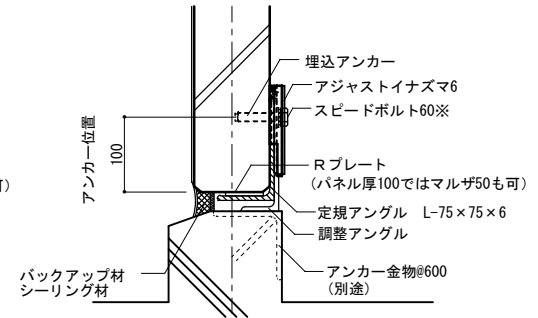 埋込アンカー
アジャストイナズマ6
スピードボルト60※
アンカー位置
100
Rプレート
(パネル厚100ではマルザ50も可)
可)
定規アングル L-75×75×6
調整アングル
アンカー金物@600
(別途)
バックアップ材
シーリング材